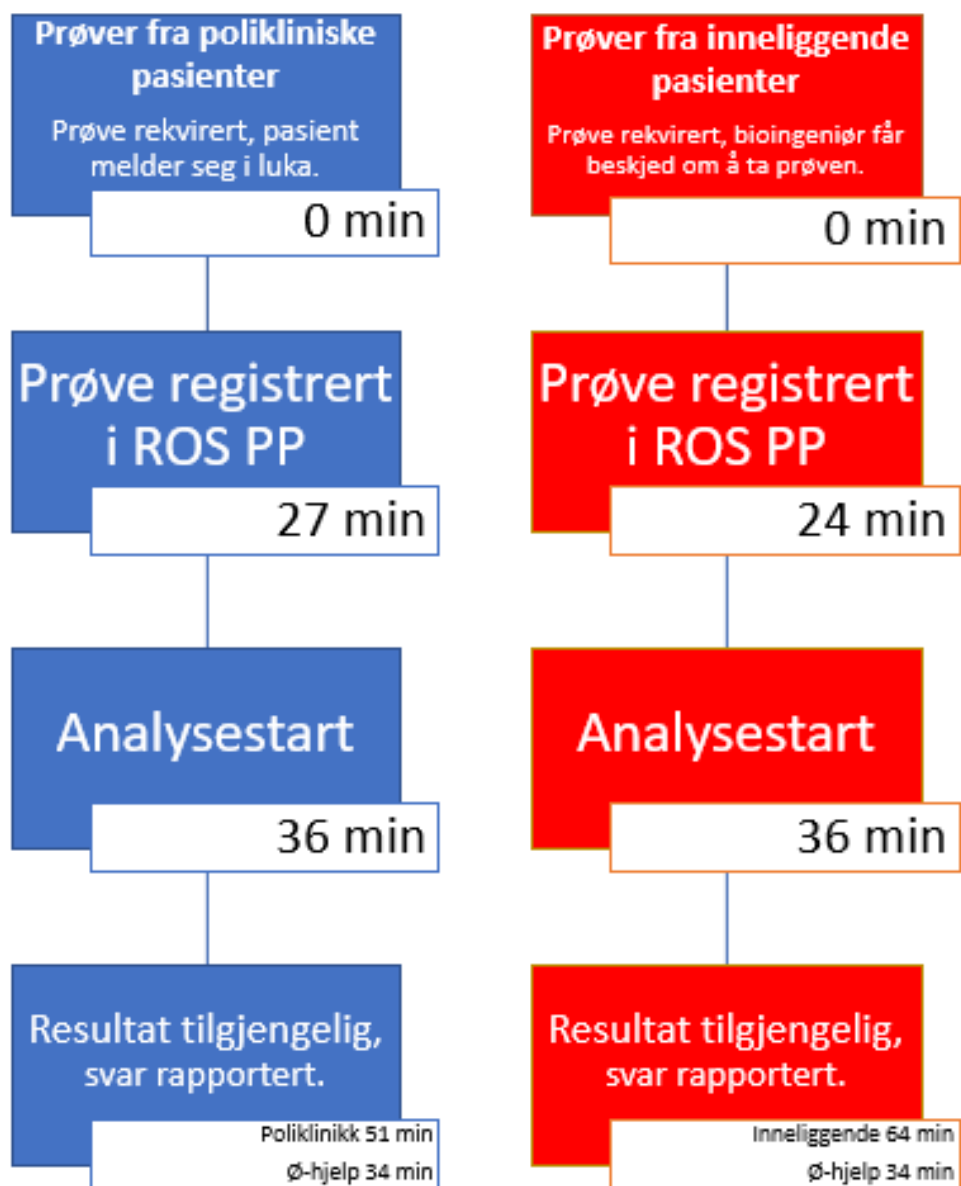 Prøver fra polikliniske
pasienter
Prøve rekvirert, pasient
melder seg i luka.
0 min
Prøve registrert
i ROS PP
27 min
Analysestart
36 min
Resultat tilgjengelig,
svar rapportert.
Poliklinikk 51 min
Ø-hjelp 34 min
Prøver fra inneliggende
pasienter
Prøve rekvirert, bioingeniør får
beskjed om å ta prøven.
0 min
Prøve registrert
i ROS PP
24 min
Analysestart
36 min
Resultat tilgjengelig,
svar rapportert.
Inneliggende 64 min
Ø-hjelp 34 min